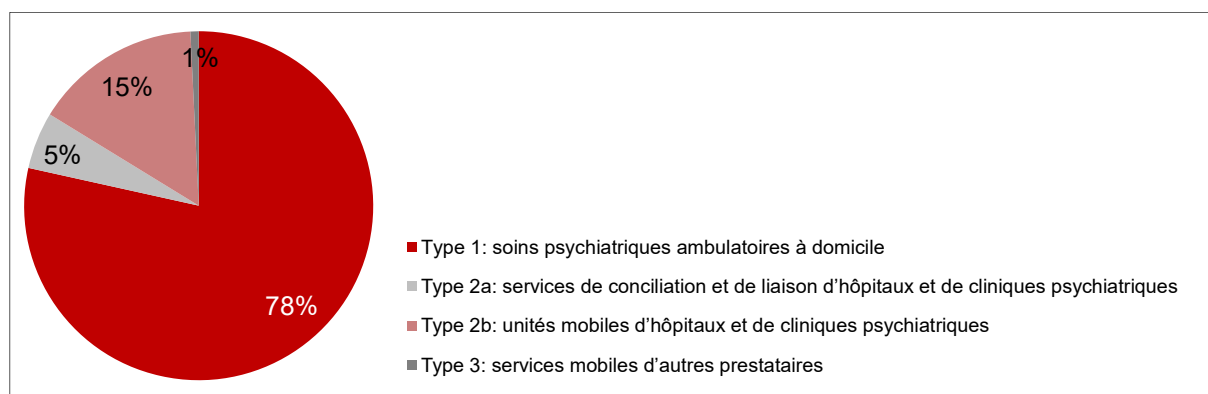 1%
15%
5%
78%
Type 1: soins psychiatriques ambulatoires à domicile
Type 2a: services de conciliation et de liaison d’hôpitaux et de cliniques psychiatriques
Type 2b: unités mobiles d’hôpitaux et de cliniques psychiatriques
Type 3: services mobiles d’autres prestataires